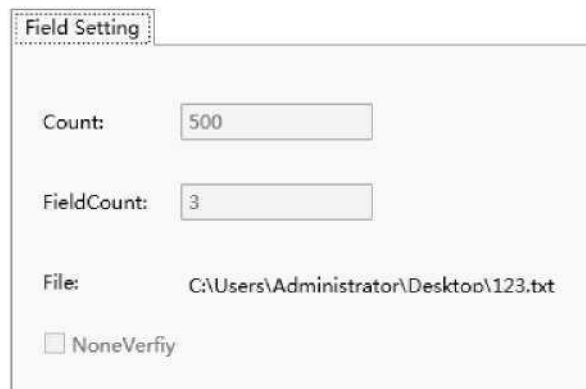 Field Setting
Count: 500
FieldCount: 3
File: C:\Users\Administrator\Desktop\123.txt
NoneVerfiy